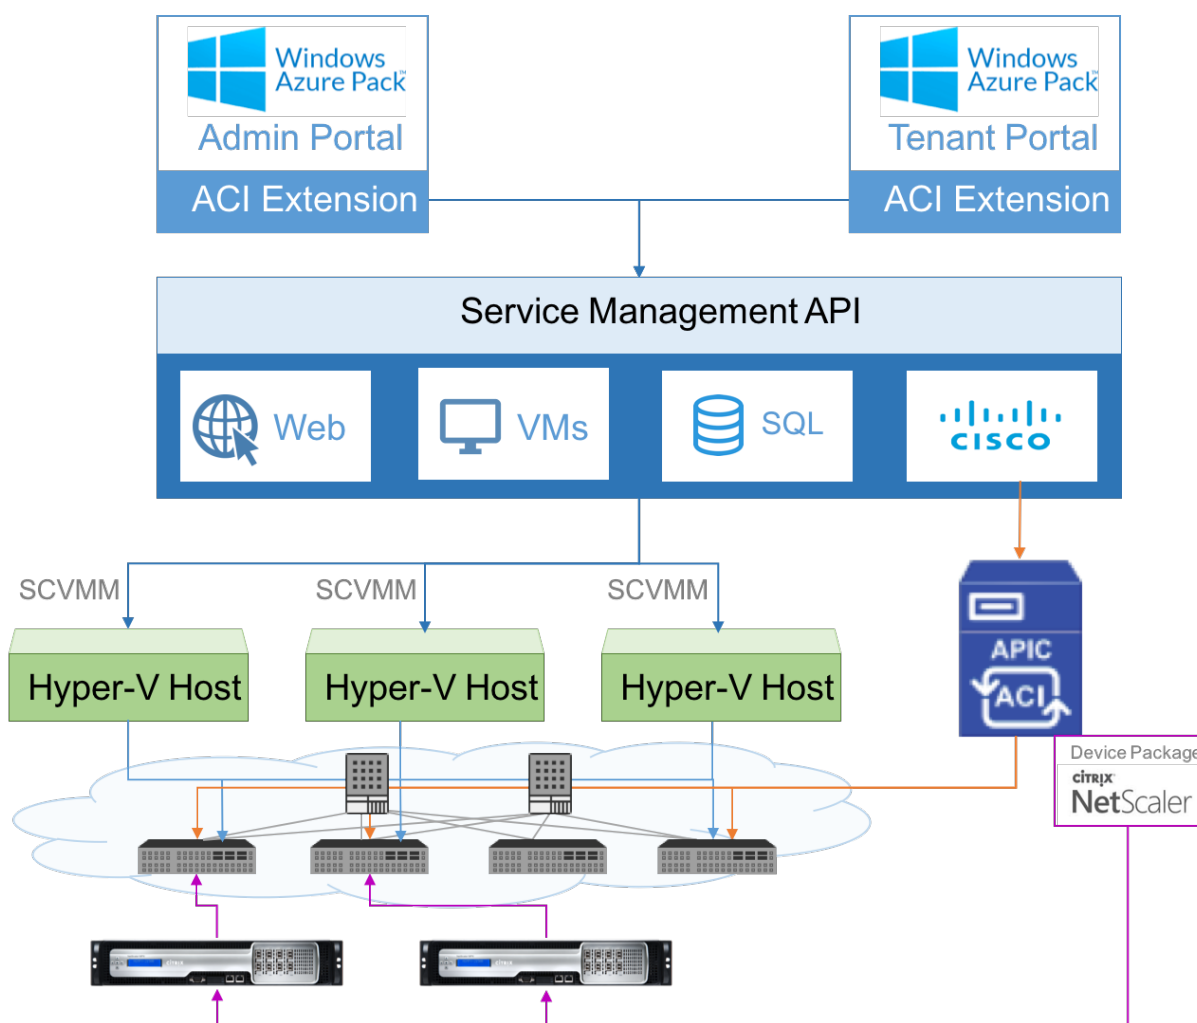 Windows
Azure Pack
Admin Portal
ACI Extension
Windows
Azure Pack
Tenant Portal
ACI Extension
Service Management API
Web
VMs
SQL
CISCO
SCVMM
SCVMM
SCVMM
Hyper-V Host
Hyper-V Host
Hyper-V Host
APIC
ACI
Device Package
citrix
NetScaler